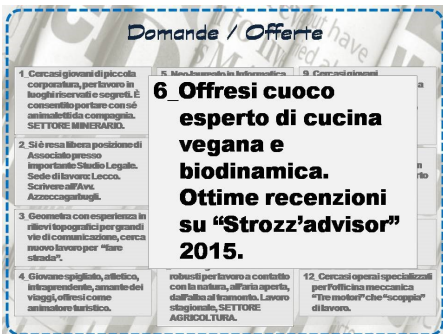 Domande / Offerte
1_Cercasi giovani di piccola
corporatura, per lavoro in
luoghi riservati e segreti. È
consentito portare con sé
animaletti da compagnia.
SETTORE MINERARIO.
2_Si è resa libera posizione di
Associato presso
importante Studio Legale.
Sede di lavoro: Lecco.
Scrivere all'Avv.
Azzeccagarbugli.
3_Geometra con esperienza in
rilievi topografici per grandi
vie di comunicazione, cerca
nuovo lavoro per "fare
strada".
4_Giovane spigliato, atletico,
intraprendente, amante dei
viaggi, offresi come
animatore turistico.
5_Neo-laureato in Informatica
6_Offresi cuoco
esperto di cucina
vegana e
biodinamica.
Ottime recenzioni
su "Strozz'advisor"
2015.
robusti per lavoro a contatto
con la natura, all'aria aperta,
dall'alba al tramonto. Lavoro
stagionale, SETTORE
AGRICOLTURA.
9_Cercasi giovani
12_Cercasi operai specializzati
per l'officina meccanica
"Tre motori" che "scoppia"
di lavoro.